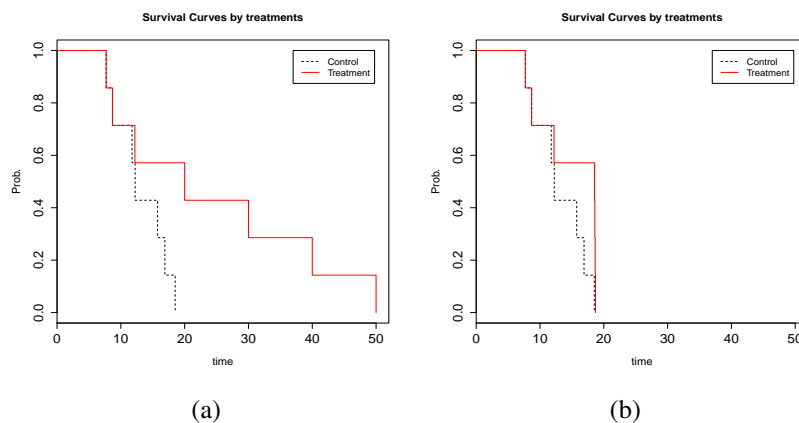 Survival Curves by treatments
1.0
0.8
0.6
0.4
0.2
0.0
Prob.
Control
Treatment
0 10 20 30 40 50
time
(a)
Survival Curves by treatments
1.0
0.8
0.6
0.4
0.2
0.0
Prob.
Control
Treatment
0 10 20 30 40 50
time
(b)